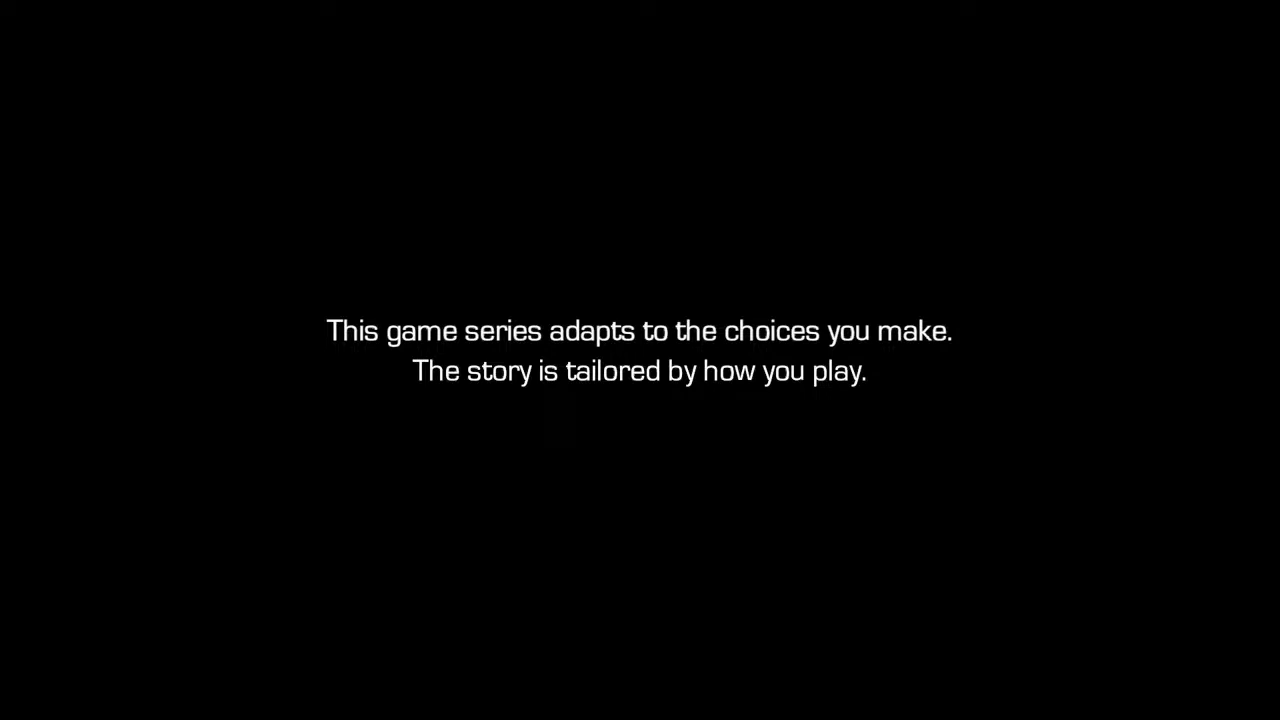 This game series adapts to the choices you make.
The story is tailored by how you play.